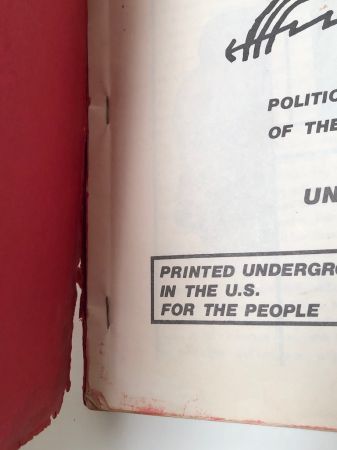 POLITIC
OF THE
UN
PRINTED UNDERGRO
IN THE U.S.
FOR THE PEOPLE